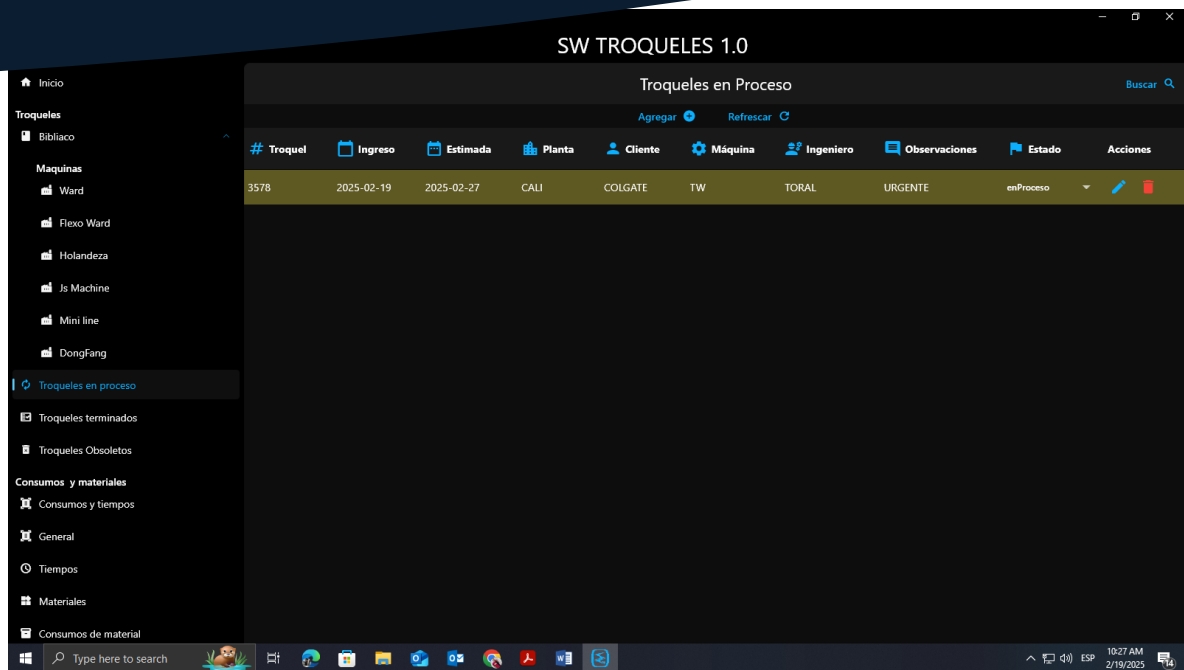 SW TROQUELES 1.0
Inicio
Troqueles
Bibliaco
Maquinas
Ward
Flexo Ward
Holandeza
Js Machine
Mini line
DongFang
Troqueles en proceso
Troqueles terminados
Troqueles Obsoletos
Consumos y materiales
Consumos y tiempos
General
Tiempos
Materiales
Consumos de material
Troqueles en Proceso
Buscar
Agregar
Refrescar
# Troquel Ingreso Estimada Planta Cliente Máquina Ingeniero Observaciones Estado Acciones
3578 2025-02-19 2025-02-27 CALI COLGATE TW TORAL URGENTE enProceso
Type here to search
ESP
10:27 AM
2/19/2025
14